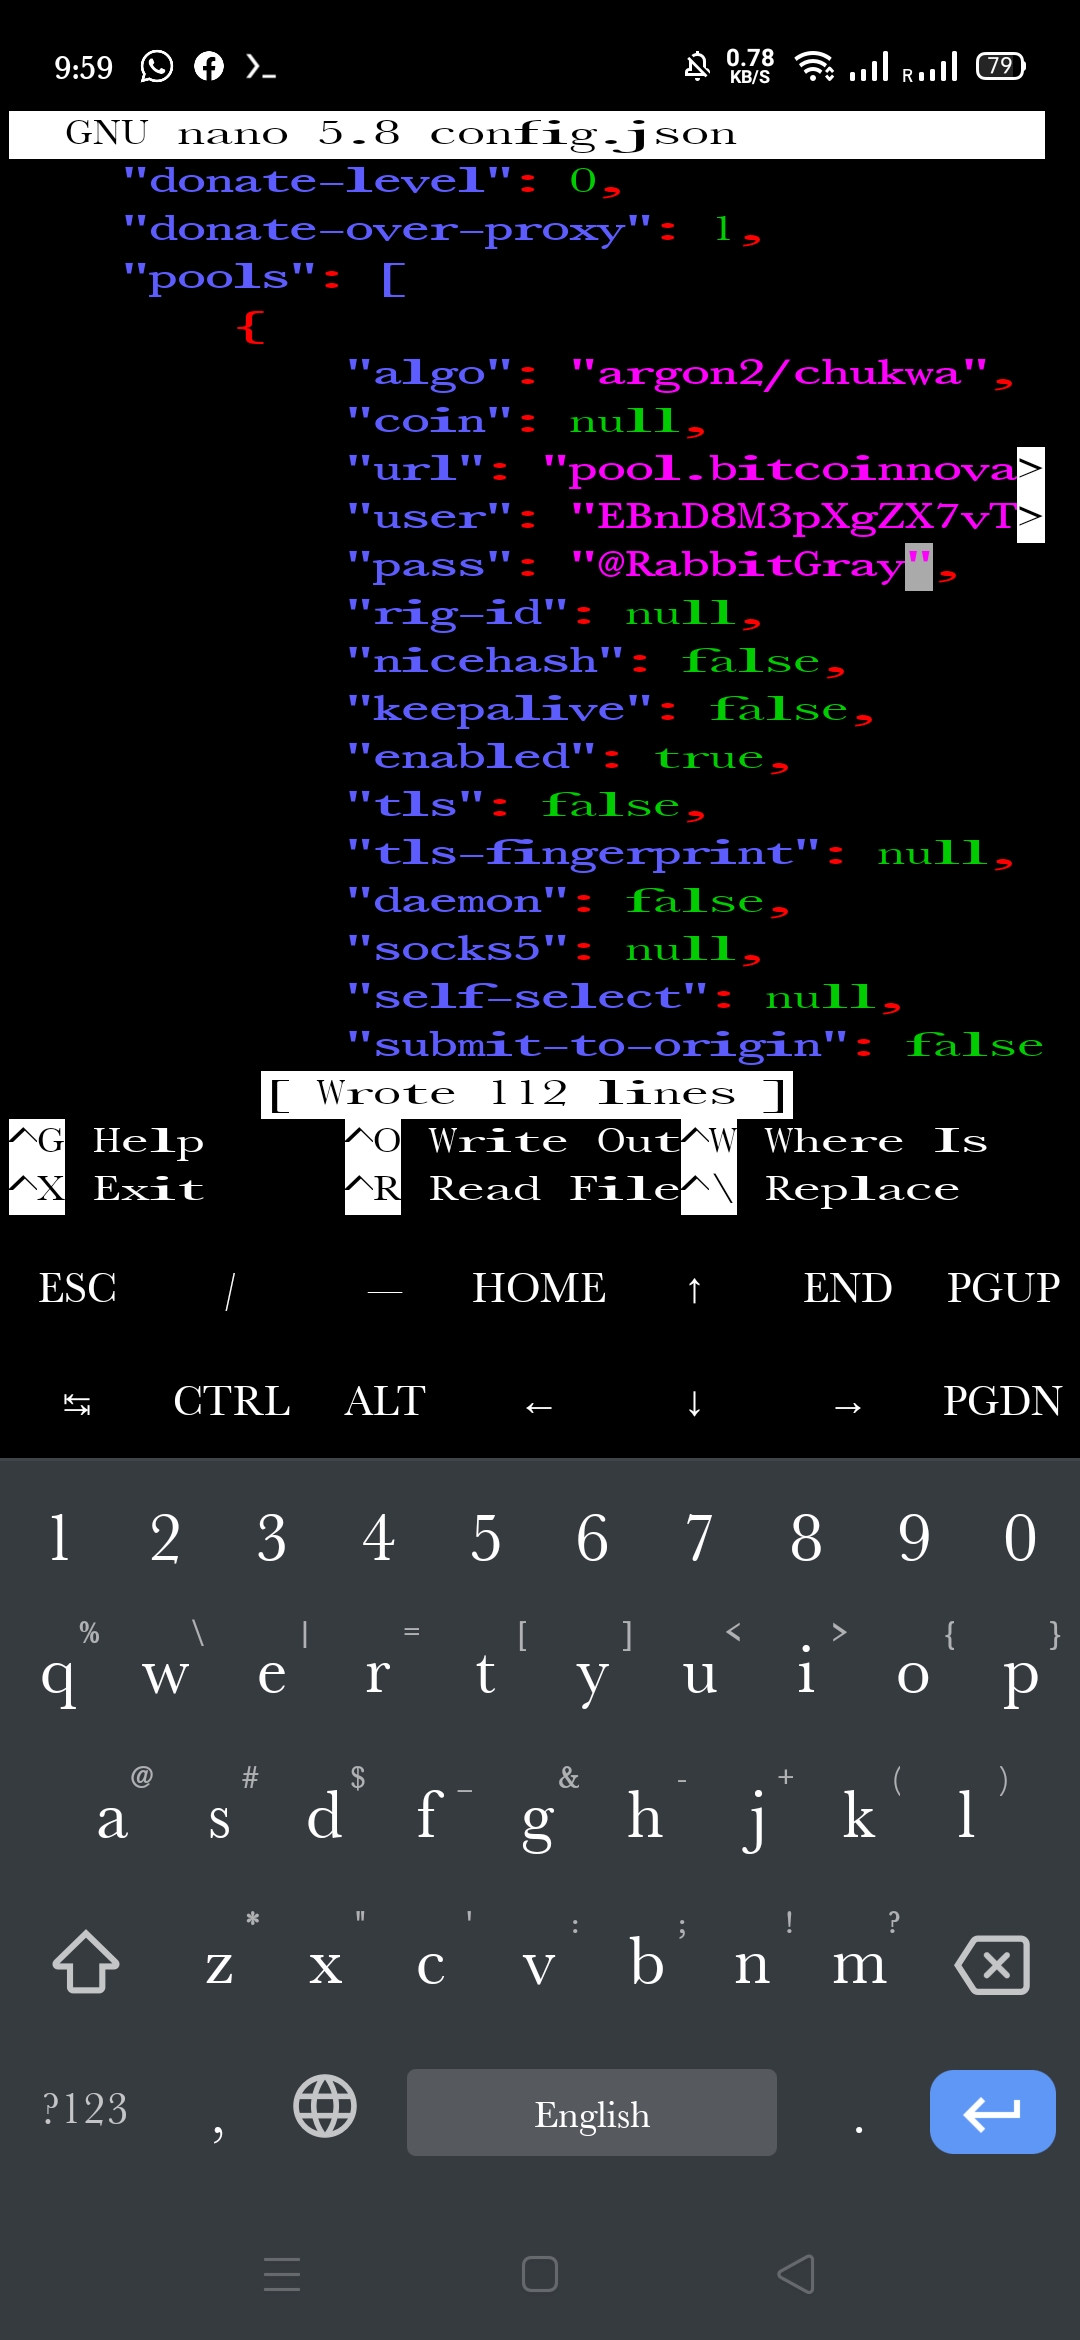 9:59 0.78 KB/S R 79
GNU nano 5.8 config.json
"donate-level": 0,
"donate-over-proxy": 1,
"pools": [
{
"algo": "argon2/chukwa",
"coin": null,
"url": "pool.bitcoinnova>
"user": "EBnD8M3pXgZX7vT>
"pass": "@RabbitGray",
"rig-id": null,
"nicehash": false,
"keepalive": false,
"enabled": true,
"tls": false,
"tls-fingerprint": null,
"daemon": false,
"socks5": null,
"self-select": null,
"submit-to-origin": false
[ Wrote 112 lines ]
^G Help ^O Write Out ^W Where Is
^X Exit ^R Read File ^\ Replace
ESC / — HOME ↑ END PGUP
↹ CTRL ALT ← ↓ → PGDN
1 2 3 4 5 6 7 8 9 0
% \ | = [ ] < > { }
q w e r t y u i o p
@ # $ _ & - + ( )
a s d f g h j k l
* " ' : ; ! ?
z x c v b n m
?123 , English .